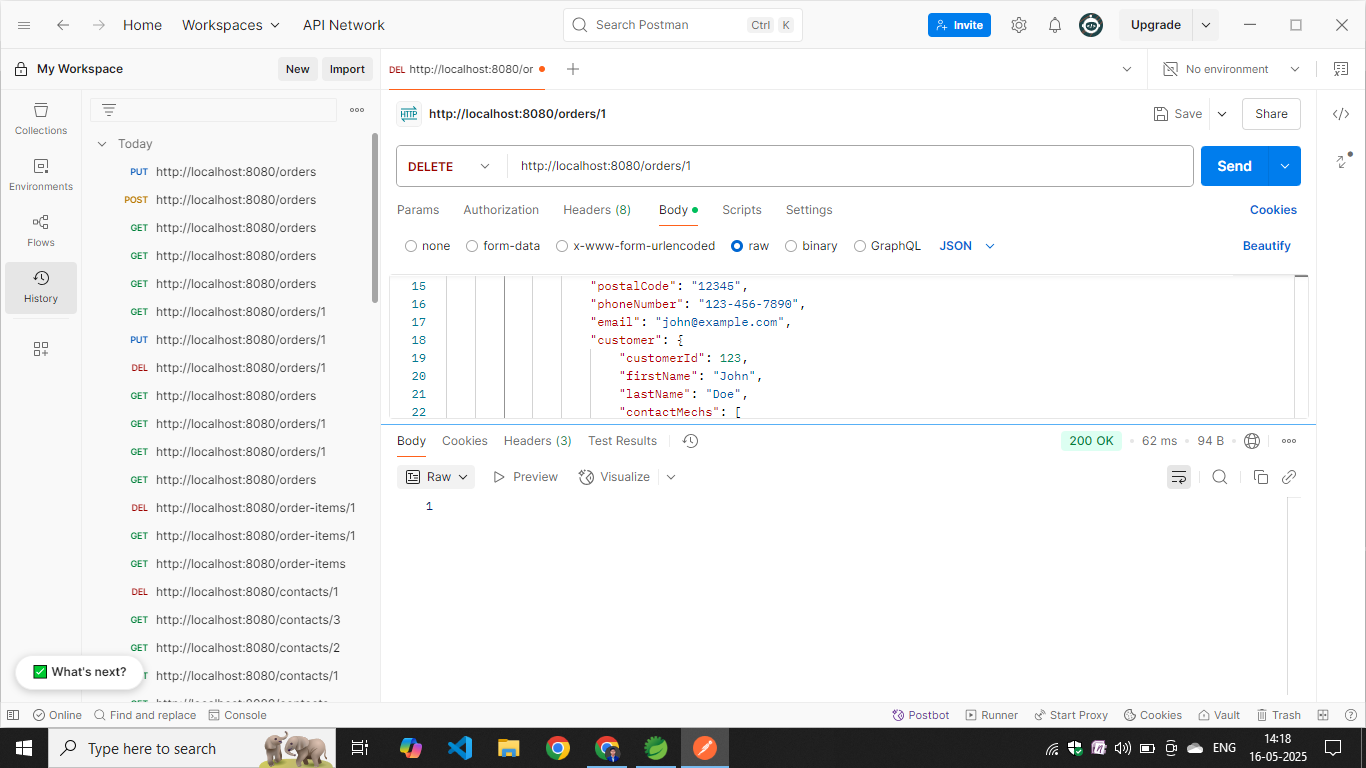 Home Workspaces API Network Search Postman Ctrl K Invite Upgrade
My Workspace New Import DEL http://localhost:8080/or No environment
HTTP http://localhost:8080/orders/1 Save Share
Collections
Environments
Flows
History
Today
PUT http://localhost:8080/orders
POST http://localhost:8080/orders
GET http://localhost:8080/orders
GET http://localhost:8080/orders
GET http://localhost:8080/orders
GET http://localhost:8080/orders/1
PUT http://localhost:8080/orders/1
DEL http://localhost:8080/orders/1
GET http://localhost:8080/orders
GET http://localhost:8080/orders/1
GET http://localhost:8080/orders/1
GET http://localhost:8080/orders
DEL http://localhost:8080/order-items/1
GET http://localhost:8080/order-items/1
GET http://localhost:8080/order-items
DEL http://localhost:8080/contacts/1
GET http://localhost:8080/contacts/3
GET http://localhost:8080/contacts/2
http://localhost:8080/contacts/1
What's next?
DELETE http://localhost:8080/orders/1 Send
Params Authorization Headers (8) Body Scripts Settings Cookies
none form-data x-www-form-urlencoded raw binary GraphQL JSON Beautify
15 "postalCode": "12345",
16 "phoneNumber": "123-456-7890",
17 "email": "john@example.com",
18 "customer": {
19 "customerId": 123,
20 "firstName": "John",
21 "lastName": "Doe",
22 "contactMechs": [
Body Cookies Headers (3) Test Results 200 OK 62 ms 94 B
Raw Preview Visualize
1
Online Find and replace Console Postbot Runner Start Proxy Cookies Vault Trash
Type here to search ENG 14:18
16-05-2025